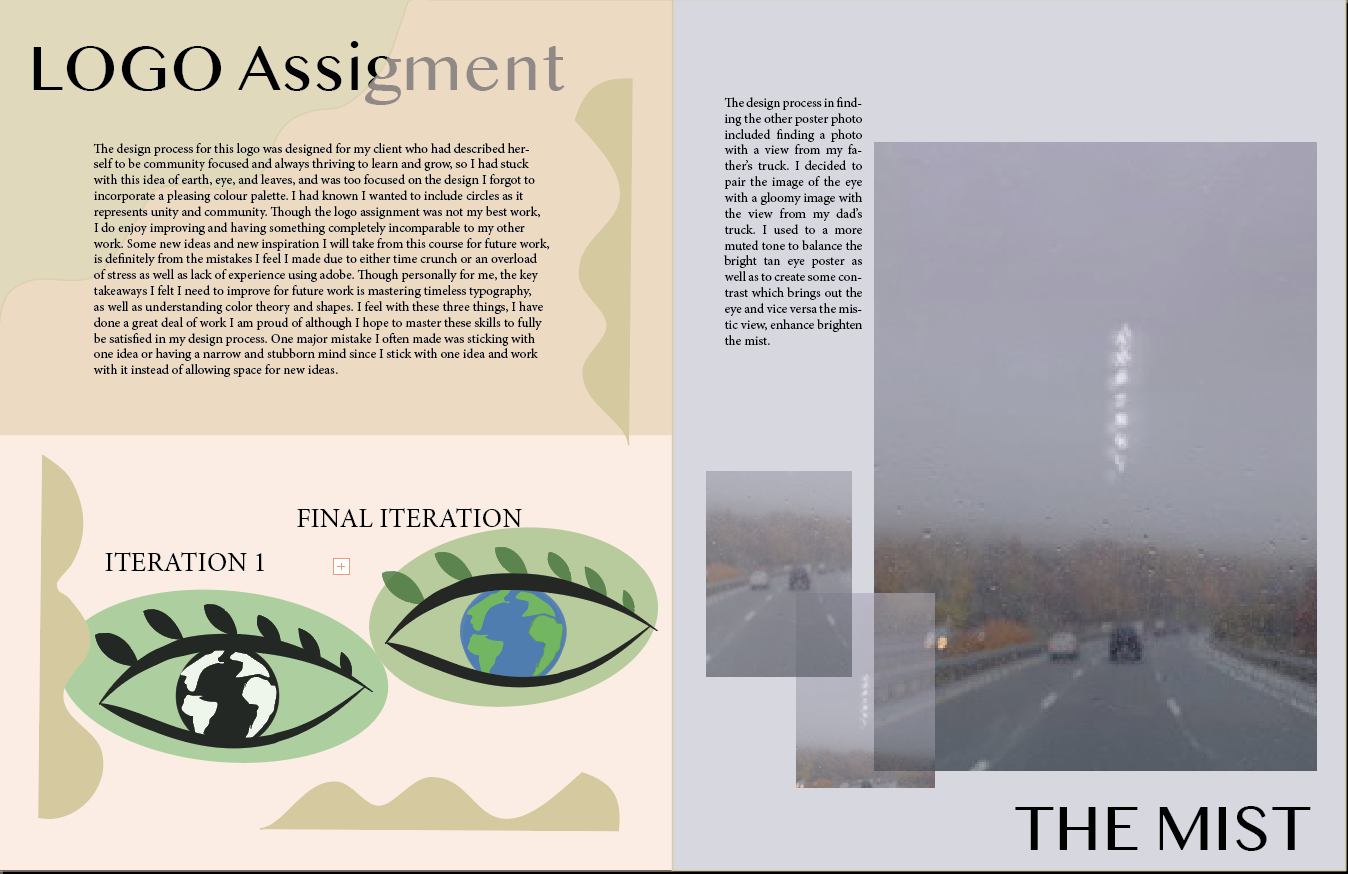 LOGO Assigment
The design process for this logo was designed for my client who had described her-
self to be community focused and always thriving to learn and grow, so I had stuck
with this idea of earth, eye, and leaves, and was too focused on the design I forgot to
incorporate a pleasing colour palette. I had known I wanted to include circles as it
represents unity and community. Though the logo assignment was not my best work,
I do enjoy improving and having something completely incomparable to my other
work. Some new ideas and new inspiration I will take from this course for future work,
is definitely from the mistakes I feel I made due to either time crunch or an overload
of stress as well as lack of experience using adobe. Though personally for me, the key
takeaways I felt I need to improve for future work is mastering timeless typography,
as well as understanding color theory and shapes. I feel with these three things, I have
done a great deal of work I am proud of although I hope to master these skills to fully
be satisfied in my design process. One major mistake I often made was sticking with
one idea or having a narrow and stubborn mind since I stick with one idea and work
with it instead of allowing space for new ideas.
FINAL ITERATION
ITERATION 1
The design process in find-
ing the other poster photo
included finding a photo
with a view from my fa-
ther's truck. I decided to
pair the image of the eye
with a gloomy image with
the view from my dad's
truck. I used to a more
muted tone to balance the
bright tan eye poster as
well as to create some con-
trast which brings out the
eye and vice versa the mis-
tic view, enhance brighten
the mist.
THE MIST